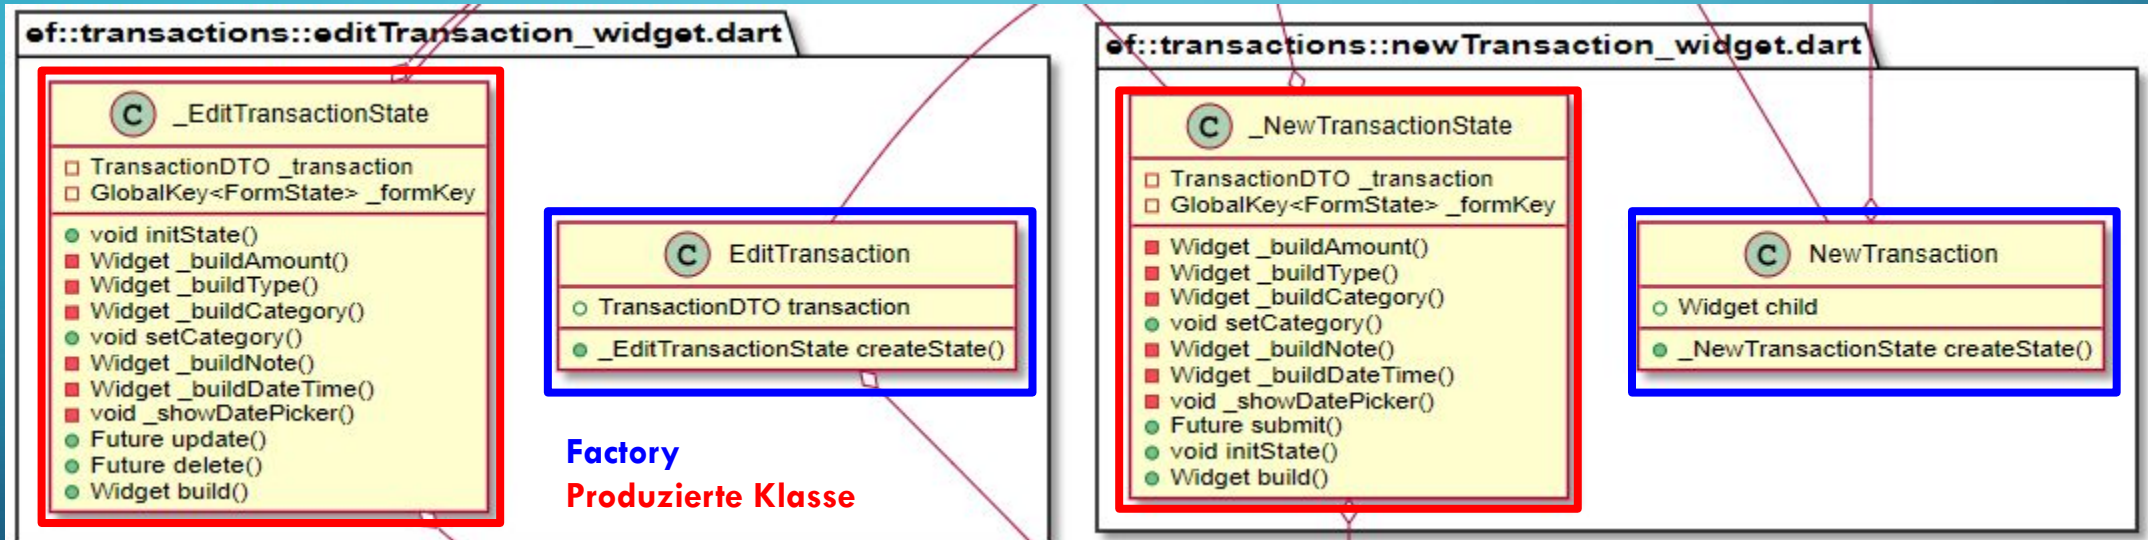 ef::transactions::editTransaction_widget.dart
C _EditTransactionState
TransactionDTO _transaction
GlobalKey<FormState> _formKey
void initState()
Widget _buildAmount()
Widget _buildType()
Widget _buildCategory()
void setCategory()
Widget _buildNote()
Widget _buildDateTime()
void _showDatePicker()
Future update()
Future delete()
Widget build()
C EditTransaction
TransactionDTO transaction
_EditTransactionState createState()
Factory
Produzierte Klasse
ef::transactions::newTransaction_widget.dart
C _NewTransactionState
TransactionDTO _transaction
GlobalKey<FormState> _formKey
Widget _buildAmount()
Widget _buildType()
Widget _buildCategory()
void setCategory()
Widget _buildNote()
Widget _buildDateTime()
void _showDatePicker()
Future submit()
void initState()
Widget build()
C NewTransaction
Widget child
_NewTransactionState createState()